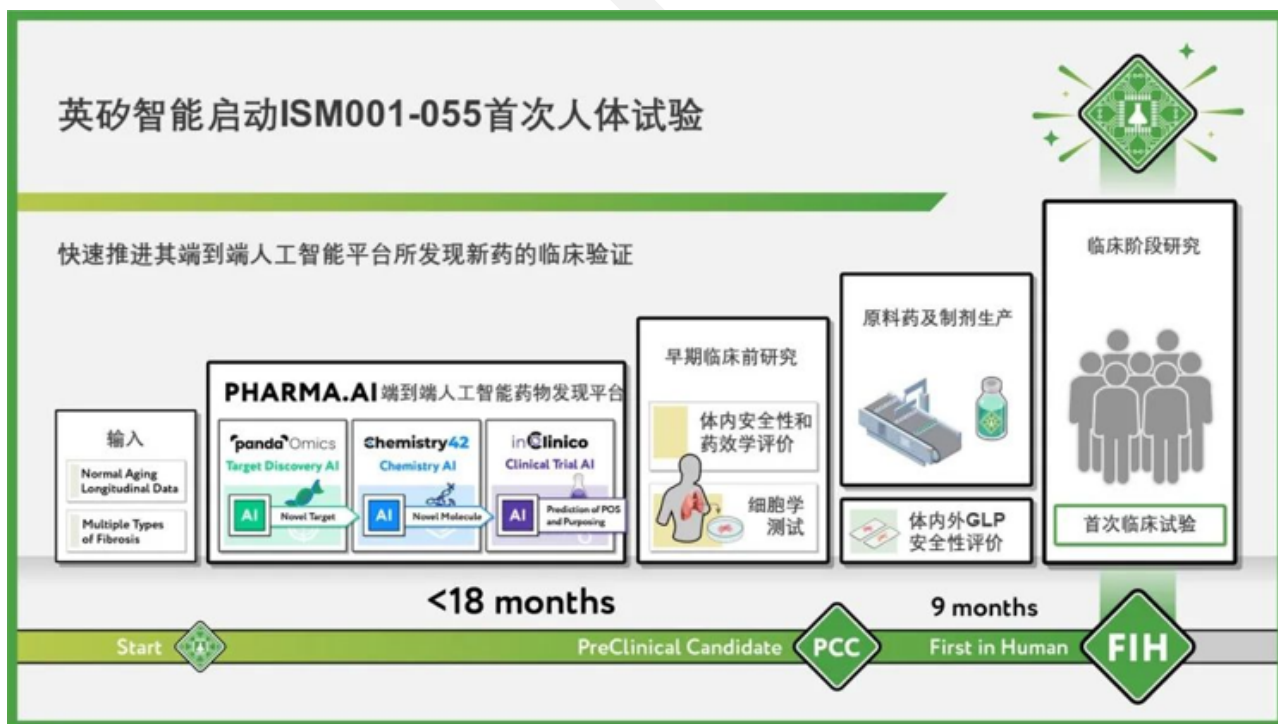 英矽智能启动ISM001-055首次人体试验
快速推进其端到端人工智能平台所发现新药的临床验证
输入
Normal Aging
Longitudinal Data
Multiple Types
of Fibrosis
PHARMA.AI 端到端人工智能药物发现平台
panda Omics
Target Discovery AI
AI
Novel Target
Chemistry42
Chemistry AI
AI
Novel Molecule
inClinico
Clinical Trial AI
AI
Prediction of POS
and Purposing
早期临床前研究
体内安全性和
药效学评价
细胞学
测试
原料药及制剂生产
体内外GLP
安全性评价
临床阶段研究
首次临床试验
<18 months
9 months
Start
PreClinical Candidate
PCC
First in Human
FIH